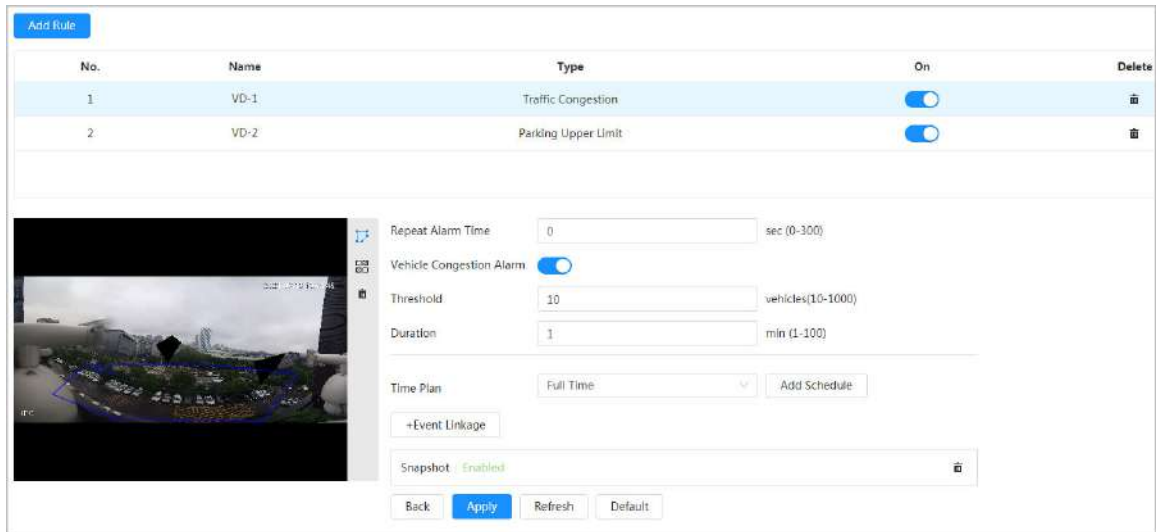 Add Rule
No. Name Type On Delete
1 VD-1 Traffic Congestion
2 VD-2 Parking Upper Limit
Repeat Alarm Time 0 sec (0-300)
Vehicle Congestion Alarm
Threshold 10 vehicles(10-1000)
Duration 1 min (1-100)
Time Plan Full Time Add Schedule
+Event Linkage
IPC
Snapshot Enabled
Back Apply Refresh Default